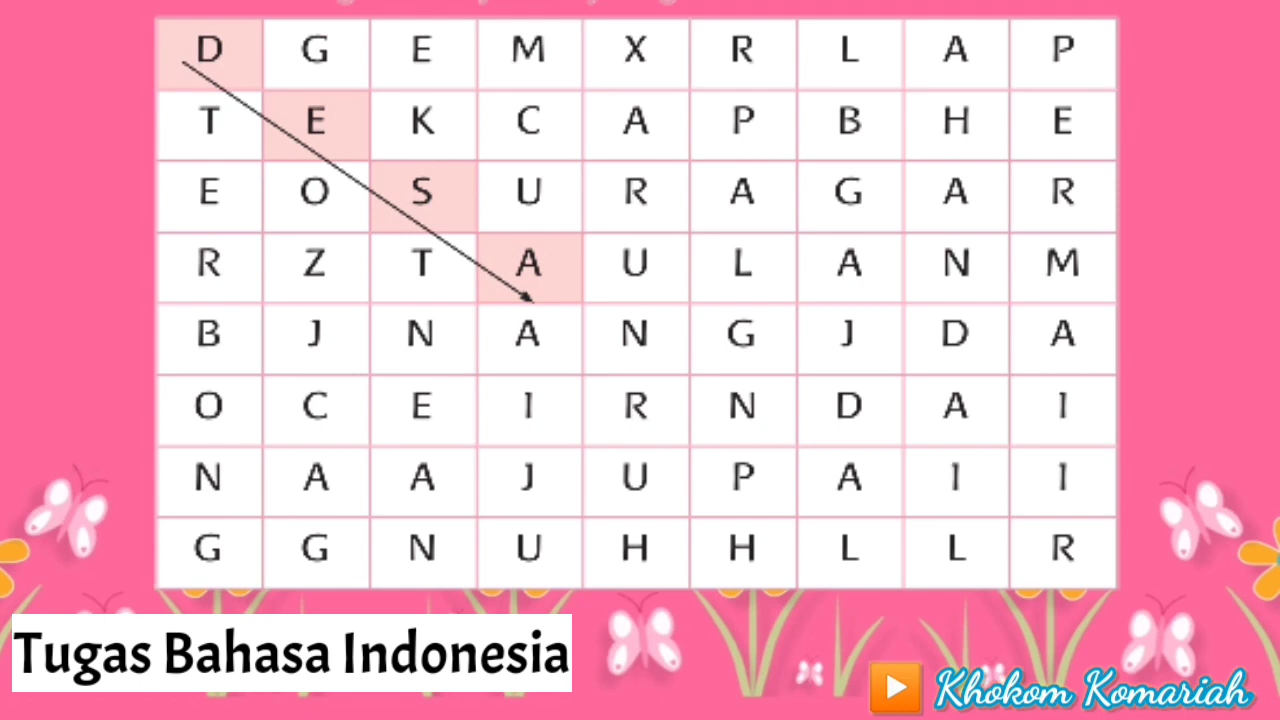 D G E M X R L A P
T E K C A P B H E
E O S U R A G A R
R Z T A U L A N M
B J N A N G J D A
O C E I R N D A I
N A A J U P A I I
G G N U H H L L R
Tugas Bahasa Indonesia
Khokom Komariah